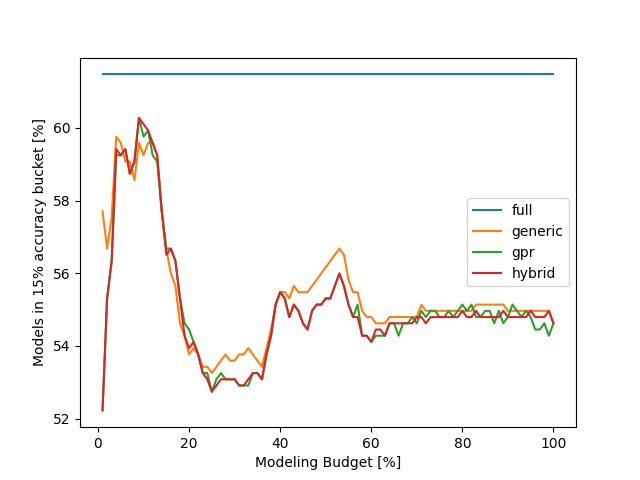 Models in 15% accuracy bucket [%]
60
58
56
54
52
full
generic
gpr
hybrid
0 20 40 60 80 100
Modeling Budget [%]